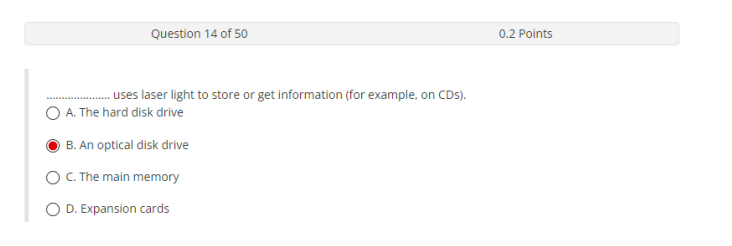 Question 14 of 50 0.2 Points
..................... uses laser light to store or get information (for example, on CDs).
A. The hard disk drive
B. An optical disk drive
C. The main memory
D. Expansion cards